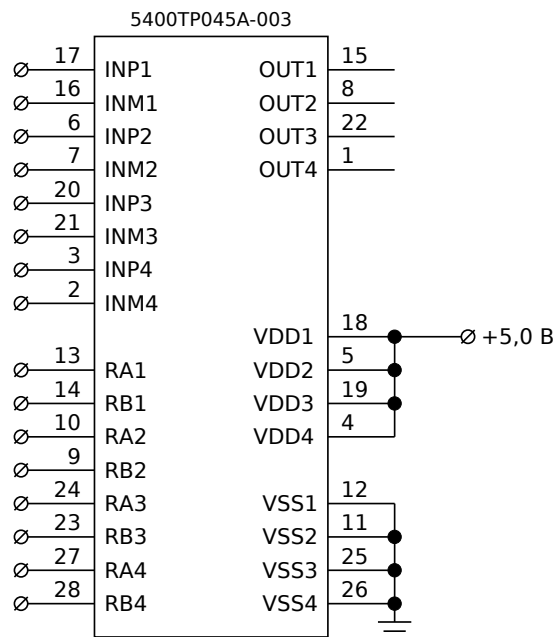 5400TP045A-003
17 INP1 OUT1 15
16 INM1 OUT2 8
6 INP2 OUT3 22
7 INM2 OUT4 1
20 INP3
21 INM3
3 INP4
2 INM4
VDD1 18 +5,0 В
13 RA1 VDD2 5
14 RB1 VDD3 19
10 RA2 VDD4 4
9 RB2
24 RA3 VSS1 12
23 RB3 VSS2 11
27 RA4 VSS3 25
28 RB4 VSS4 26